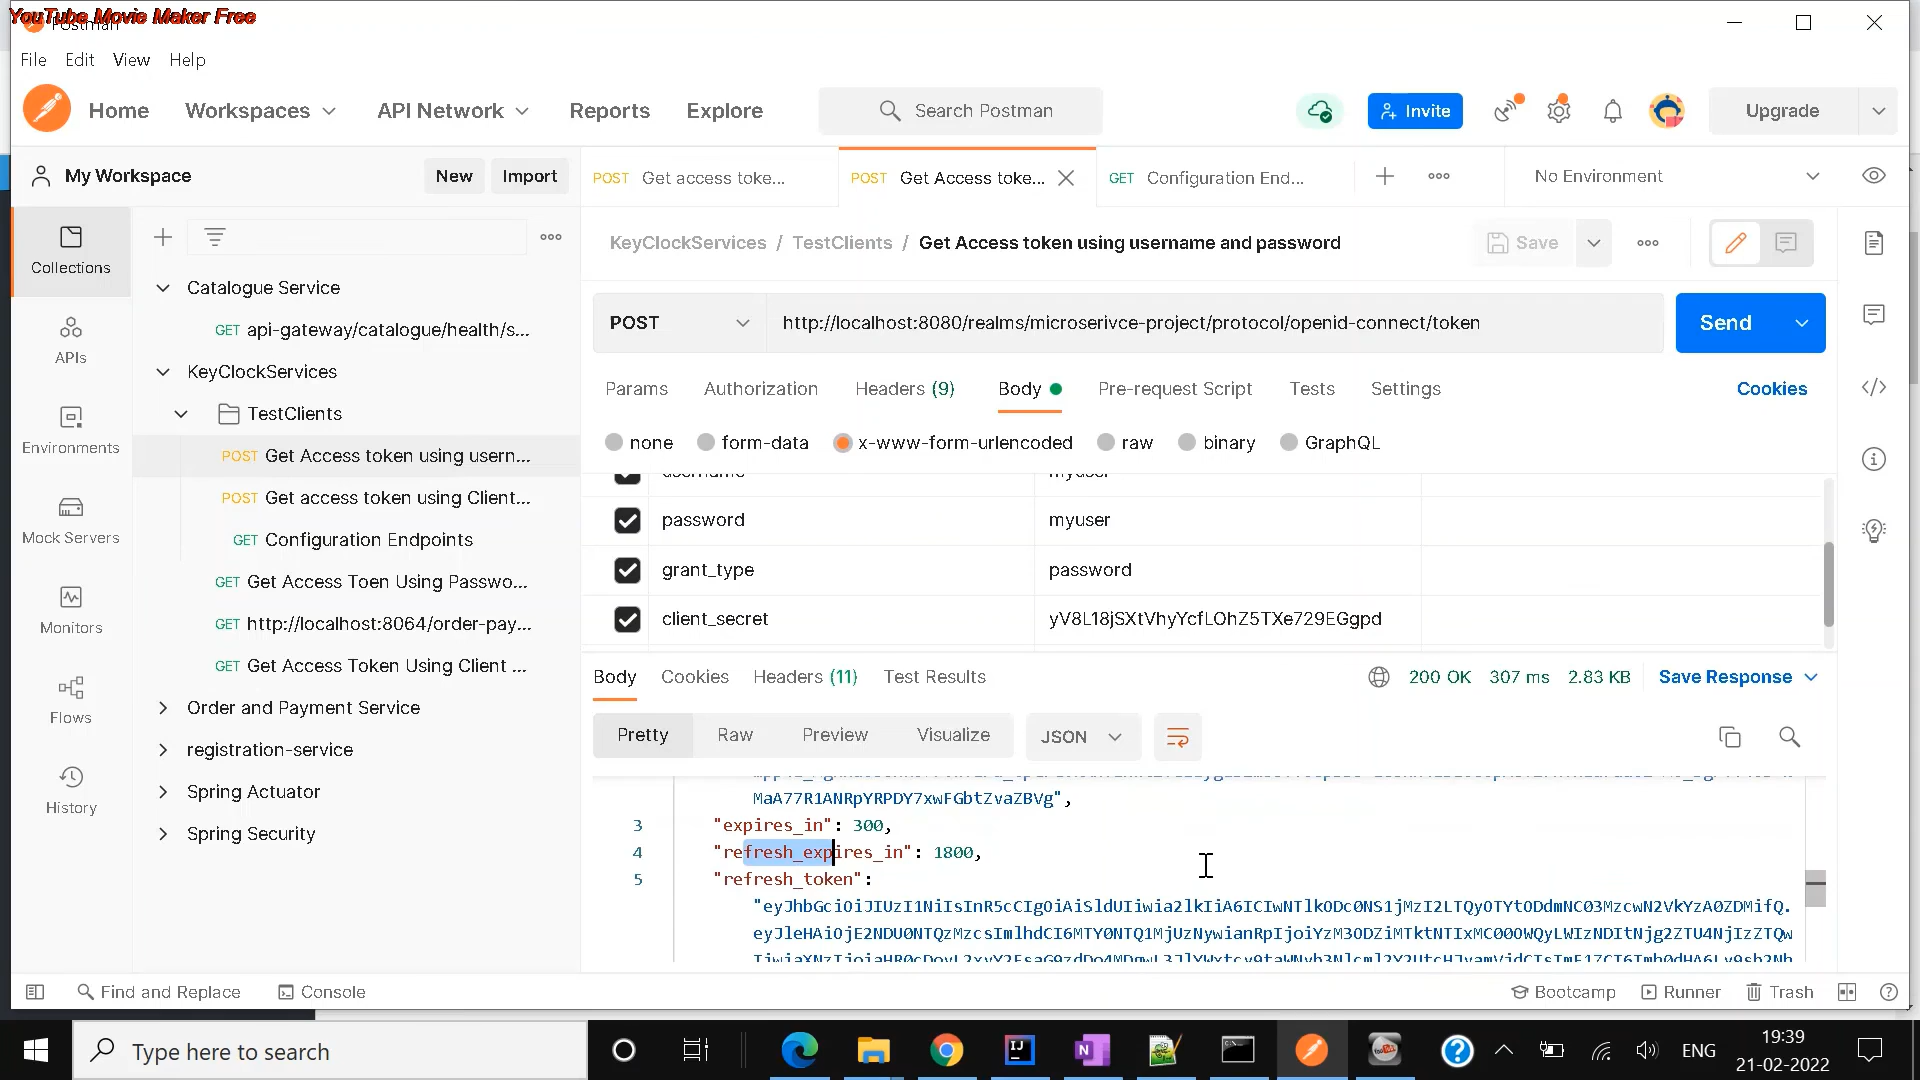 YouTube Movie Maker Free
Postman
File Edit View Help
Home Workspaces API Network Reports Explore Search Postman Invite Upgrade
My Workspace New Import
POST Get access toke... POST Get Access toke... GET Configuration End... No Environment
Collections
APIs
Environments
Mock Servers
Monitors
Flows
History
Catalogue Service
GET api-gateway/catalogue/health/s...
KeyClockServices
TestClients
POST Get Access token using usern...
POST Get access token using Client...
GET Configuration Endpoints
GET Get Access Toen Using Passwo...
GET http://localhost:8064/order-pay...
GET Get Access Token Using Client ...
Order and Payment Service
registration-service
Spring Actuator
Spring Security
KeyClockServices / TestClients / Get Access token using username and password Save
POST http://localhost:8080/realms/microserivce-project/protocol/openid-connect/token Send
Params Authorization Headers (9) Body Pre-request Script Tests Settings Cookies
none form-data x-www-form-urlencoded raw binary GraphQL
username myuser
password myuser
grant_type password
client_secret yV8L18jSXtVhyYcfLOhZ5TXe729EGgpd
Body Cookies Headers (11) Test Results 200 OK 307 ms 2.83 KB Save Response
Pretty Raw Preview Visualize JSON
MaA77R1ANRpYRPDY7xwFGbtZvaZBVg",
3 "expires_in": 300,
4 "refresh_expires_in": 1800,
5 "refresh_token":
"eyJhbGciOiJIUzI1NiIsInR5cCIgOiAiSldUIiwia2lkIiA6ICIwNTlkODc0NS1jMzI2LTQyOTYtODdmNC03MzcwN2VkYzA0ZDMifQ.
eyJleHAiOjE2NDU0NTQzMzcsImlhdCI6MTY0NTQ1MjUzNywianRpIjoiYzM3ODZiMTktNTIxMC00OWQyLWIzNDItNjg2ZTU4NjIzZTQw
Find and Replace Console Bootcamp Runner Trash
Type here to search ENG 19:39
21-02-2022